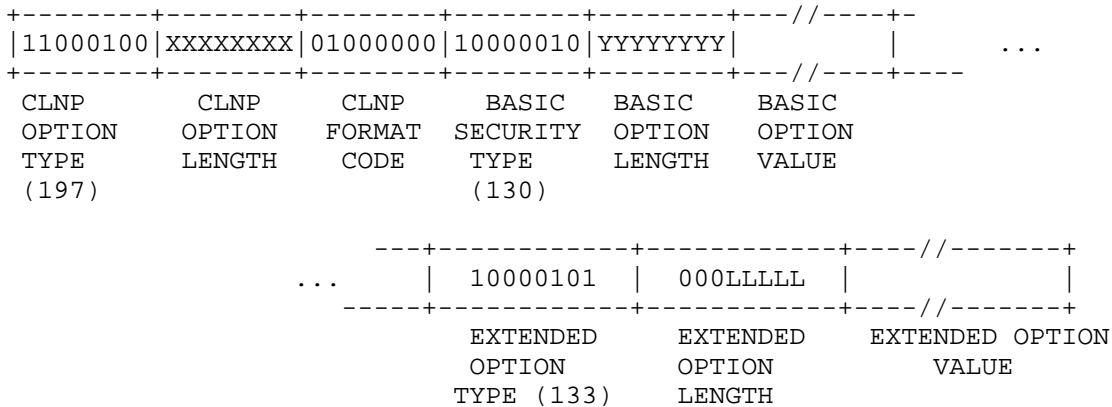 +--------+--------+--------+--------+--------+---//----+-
|11000100|XXXXXXXX|01000000|10000010|YYYYYYYY|         |      ...
+--------+--------+--------+--------+--------+---//----+----
 CLNP       CLNP     CLNP     BASIC    BASIC    BASIC
 OPTION    OPTION   FORMAT  SECURITY  OPTION   OPTION
 TYPE      LENGTH    CODE    TYPE     LENGTH   VALUE
 (197)                       (130)
---+------------+------------+----//-------+
...     |  10000101  |  000LLLLL  |             |
-----+------------+------------+----//-------+
EXTENDED     EXTENDED    EXTENDED OPTION
OPTION       OPTION          VALUE
TYPE (133)    LENGTH